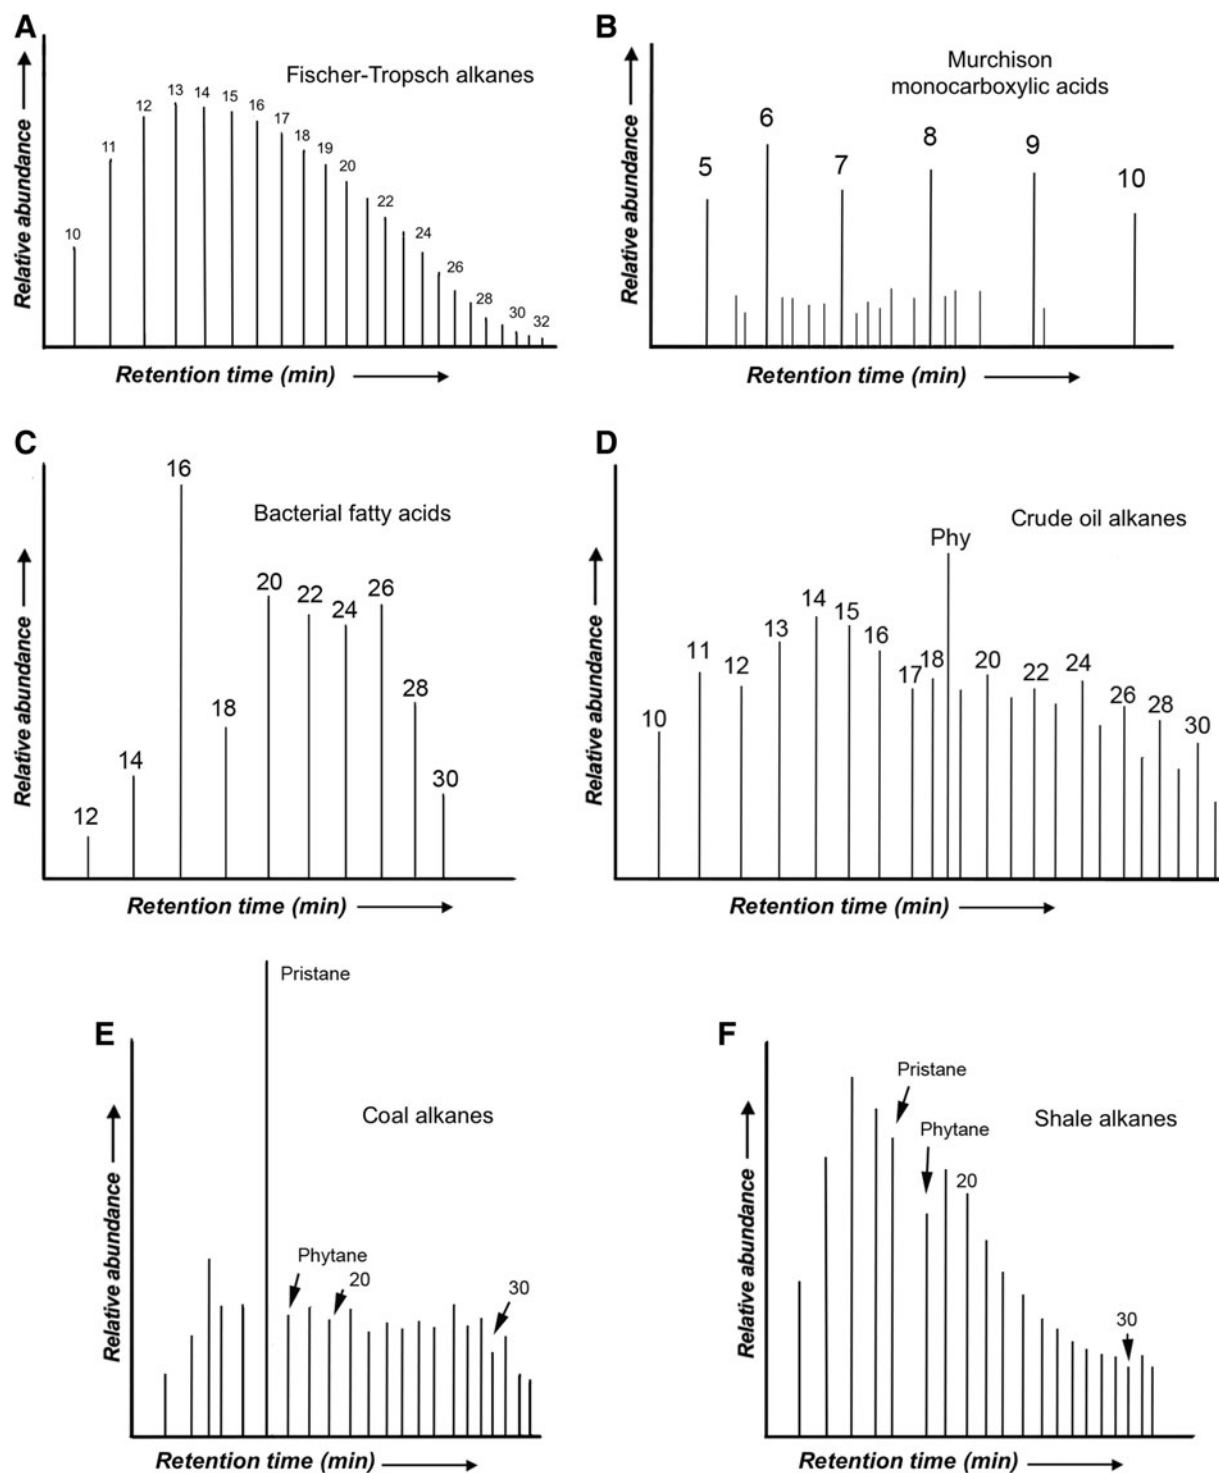 A
Fischer-Tropsch alkanes
10
11
12
13
14
15
16
17
18
19
20
22
24
26
28
30
32
Relative abundance
Retention time (min)
B
Murchison
monocarboxylic acids
5
6
7
8
9
10
Relative abundance
Retention time (min)
C
Bacterial fatty acids
12
14
16
18
20
22
24
26
28
30
Relative abundance
Retention time (min)
D
Crude oil alkanes
10
11
12
13
14
15
16
17
18
Phy
20
22
24
26
28
30
Relative abundance
Retention time (min)
E
Pristane
Coal alkanes
Phytane
20
30
Relative abundance
Retention time (min)
F
Pristane
Phytane
Shale alkanes
20
30
Relative abundance
Retention time (min)